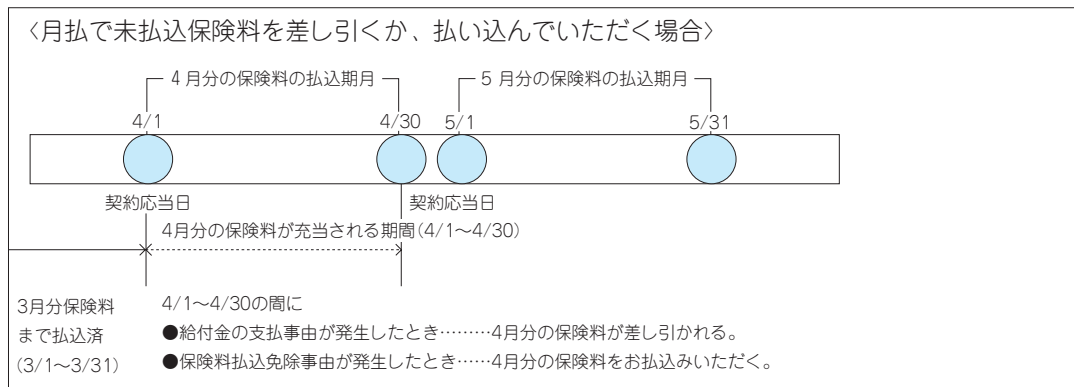 〈月払で未払込保険料を差し引くか、払い込んでいただく場合〉
4月分の保険料の払込期月 5月分の保険料の払込期月
4/1 4/30 5/1 5/31
契約応当日 契約応当日
4月分の保険料が充当される期間(4/1〜4/30)
3月分保険料
まで払込済
(3/1〜3/31)
4/1〜4/30の間に
●給付金の支払事由が発生したとき………4月分の保険料が差し引かれる。
●保険料払込免除事由が発生したとき……4月分の保険料をお払込みいただく。